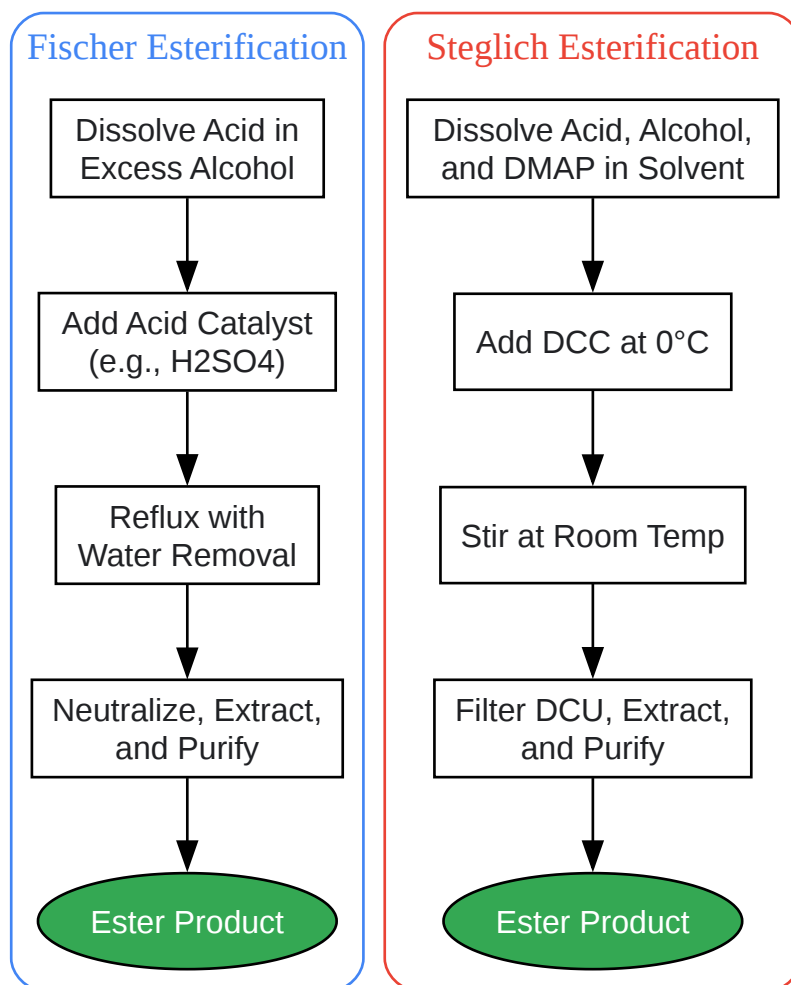 Fischer Esterification
Dissolve Acid in
Excess Alcohol
Add Acid Catalyst
(e.g., H2SO4)
Reflux with
Water Removal
Neutralize, Extract,
and Purify
Ester Product
Steglich Esterification
Dissolve Acid, Alcohol,
and DMAP in Solvent
Add DCC at 0°C
Stir at Room Temp
Filter DCU, Extract,
and Purify
Ester Product